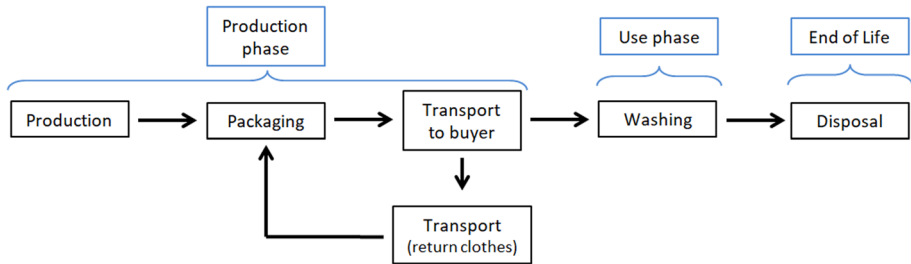 Production
phase
Use phase
End of Life
Production
Packaging
Transport
to buyer
Washing
Disposal
Transport
(return clothes)